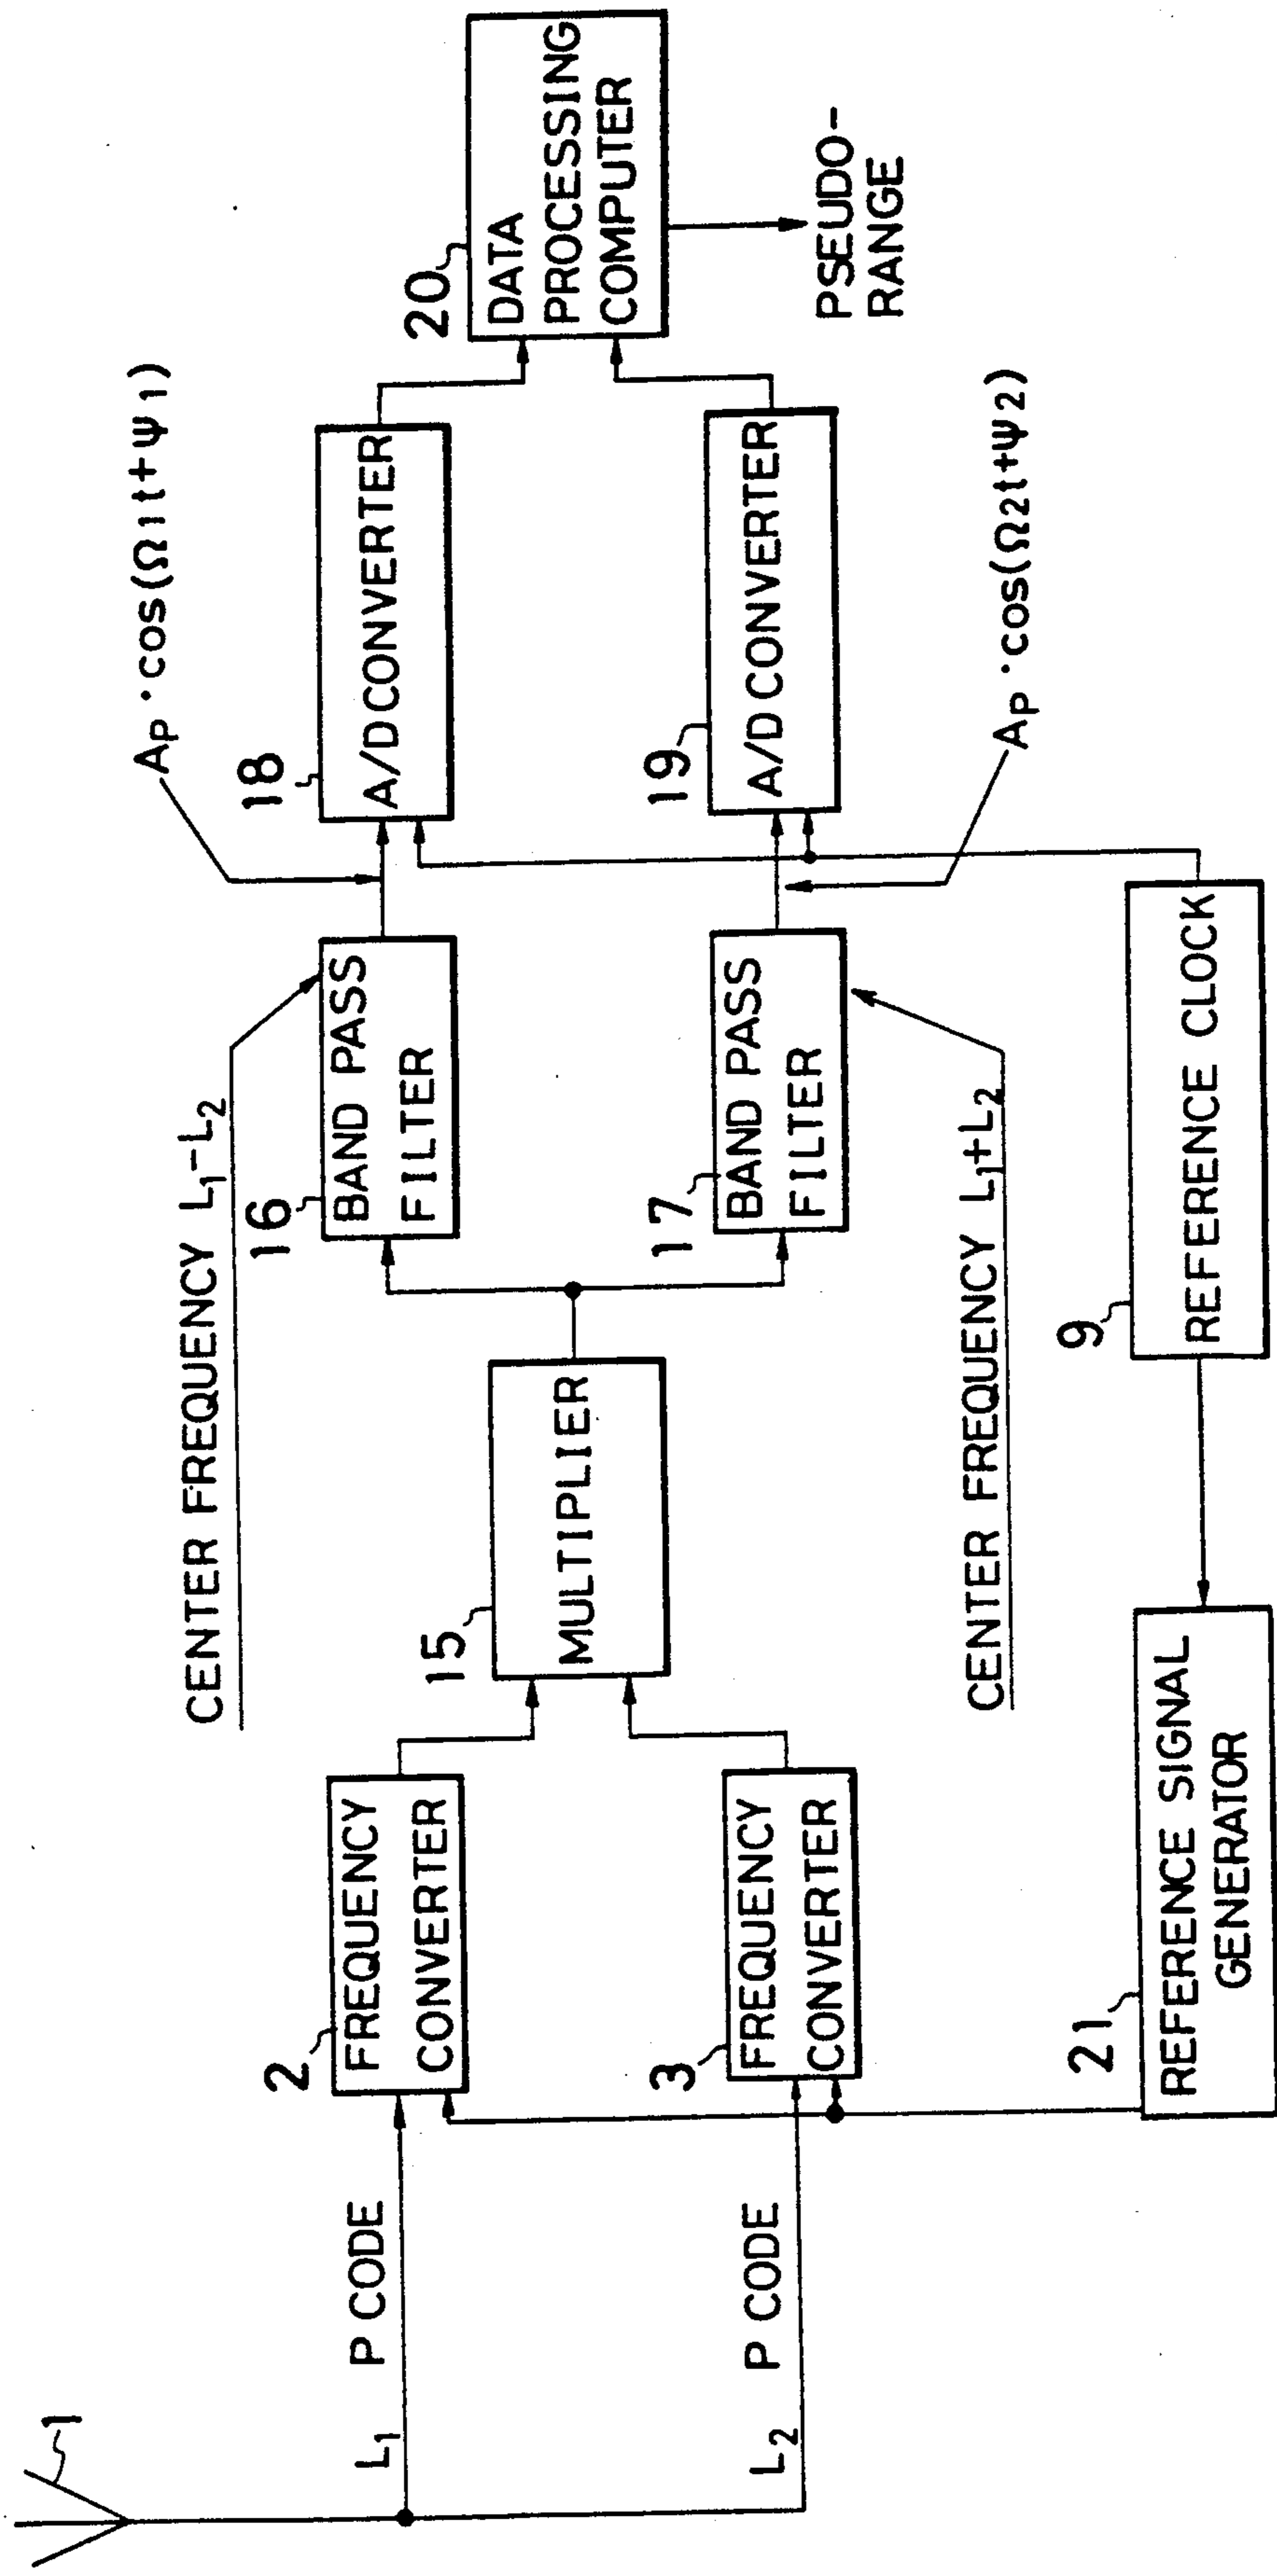 1
L1 P CODE
L2 P CODE
2
FREQUENCY
CONVERTER
3
FREQUENCY
CONVERTER
21
REFERENCE SIGNAL
GENERATOR
15
MULTIPLIER
CENTER FREQUENCY L1-L2
16
BAND PASS
FILTER
17
BAND PASS
FILTER
CENTER FREQUENCY L1+L2
9
REFERENCE CLOCK
AP·cos(Ω1t+ψ1)
18
A/D CONVERTER
19
A/D CONVERTER
AP·cos(Ω2t+ψ2)
20
DATA
PROCESSING
COMPUTER
PSEUDO-
RANGE